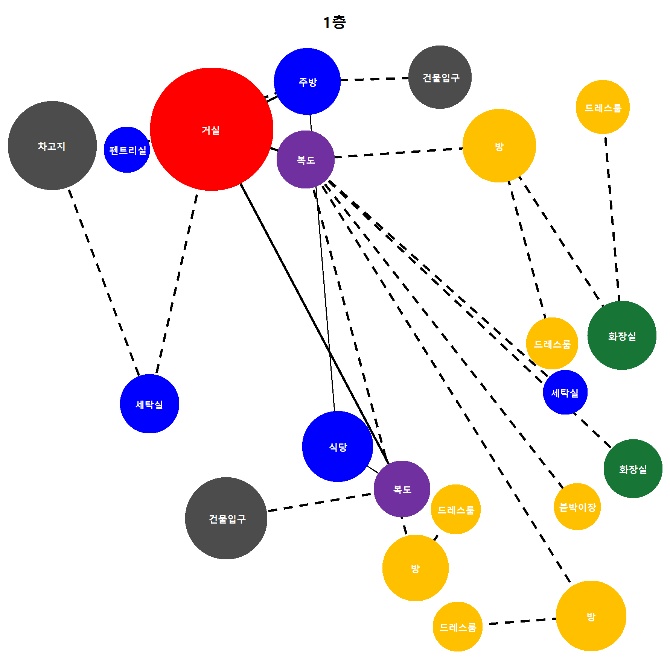 1층
주방
건물입구
드레스룸
거실
차고지
팬트리실
복도
방
화장실
드레스룸
세탁실
세탁실
식당
화장실
복도
붙박이장
드레스룸
건물입구
방
방
드레스룸